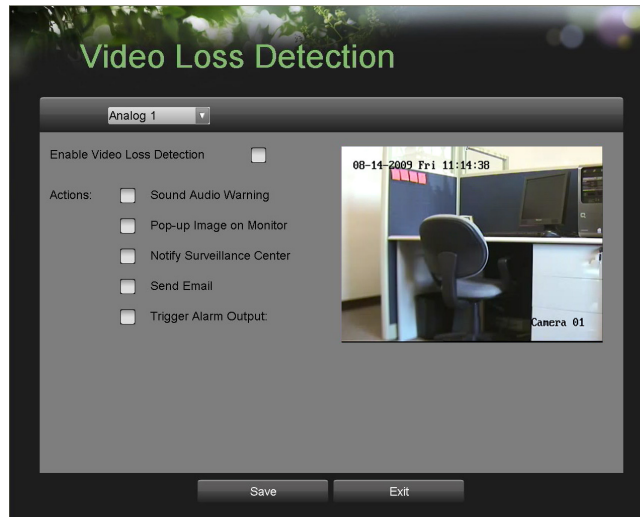 Video Loss Detection
Analog 1
Enable Video Loss Detection
Actions:
Sound Audio Warning
Pop-up Image on Monitor
Notify Surveillance Center
Send Email
Trigger Alarm Output:
08-14-2009 Fri 11:14:38
Camera 01
Save
Exit